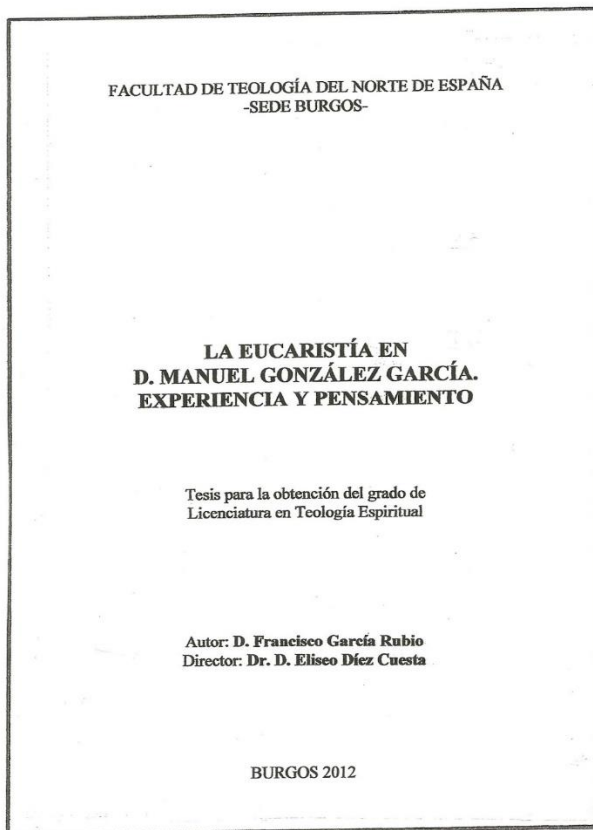 FACULTAD DE TEOLOGÍA DEL NORTE DE ESPAÑA
-SEDE BURGOS-
LA EUCARISTÍA EN
D. MANUEL GONZÁLEZ GARCÍA.
EXPERIENCIA Y PENSAMIENTO
Tesis para la obtención del grado de
Licenciatura en Teología Espiritual
Autor: D. Francisco García Rubio
Director: Dr. D. Eliseo Díez Cuesta
BURGOS 2012